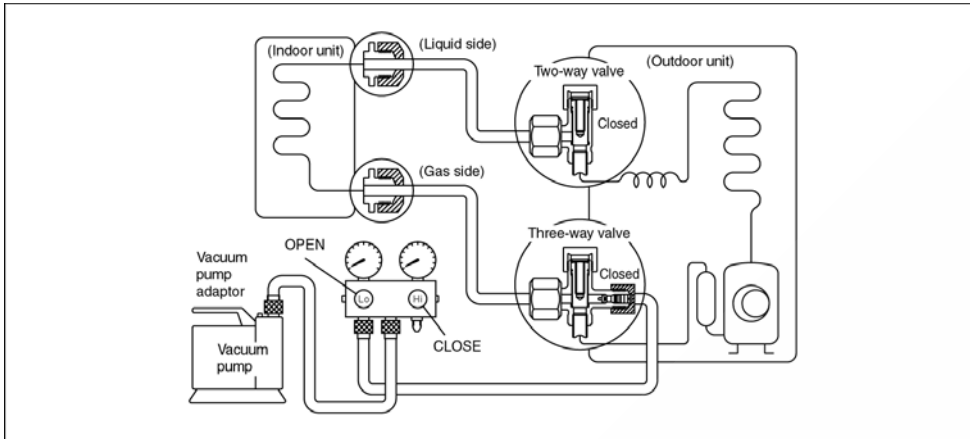 (Indoor unit)
(Liquid side)
Two-way valve
(Outdoor unit)
Closed
(Gas side)
Three-way valve
Closed
OPEN
Vacuum
pump
adaptor
Lo
Hi
CLOSE
Vacuum
pump